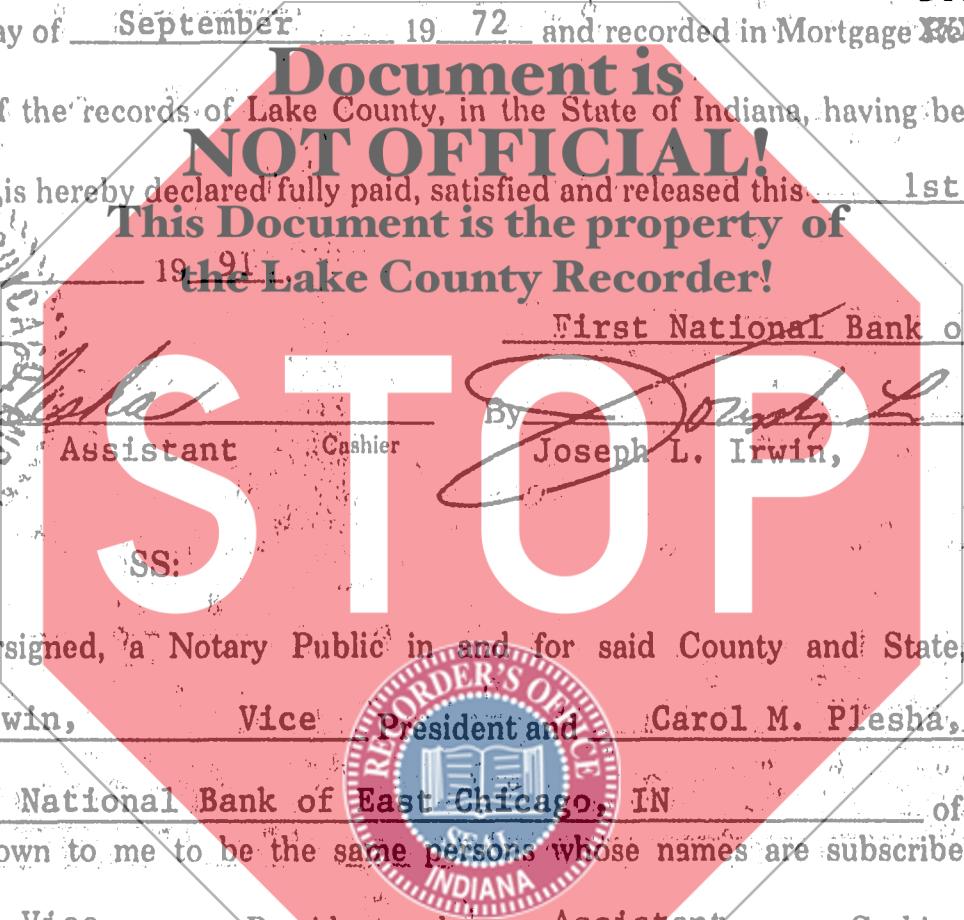 ay of September 19 72 and recorded in Mortgage
Document is
f the records of Lake County, in the State of Indiana, having be
NOT OFFICIAL!
is hereby declared fully paid, satisfied and released this 1st
This Document is the property of
19 91.
the Lake County Recorder!
First National Bank o
STOP
By Joseph L
Assistant Cashier
Joseph L. Irwin,
SS:
rsigned, a Notary Public in and for said County and State,
RECORDER'S OFFICE
win, Vice President and Carol M. Plesha,
National Bank of East Chicago, IN of
SEAL
own to me to be the same persons whose names are subscribe
INDIANA
Vice Assistant